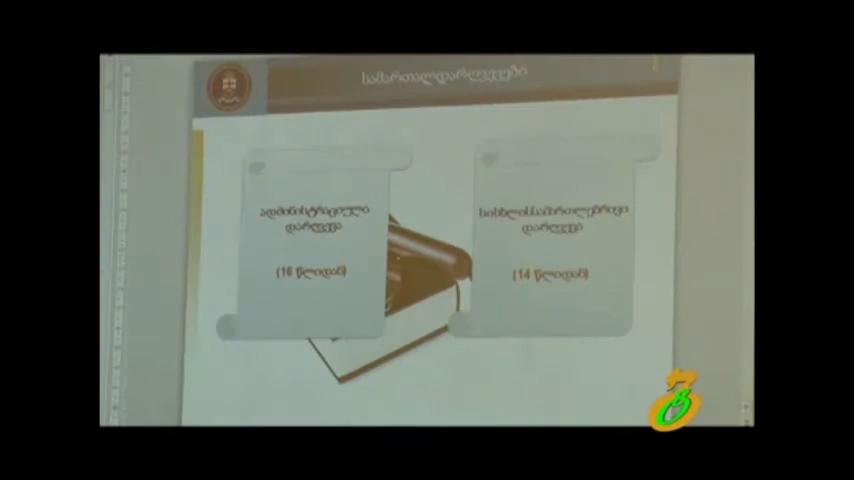 სამართალდარღვევები
ადმინისტრაციული
დარღვევა
(16 წლიდან)
სისხლისსამართლებრივი
დარღვევა
(14 წლიდან)